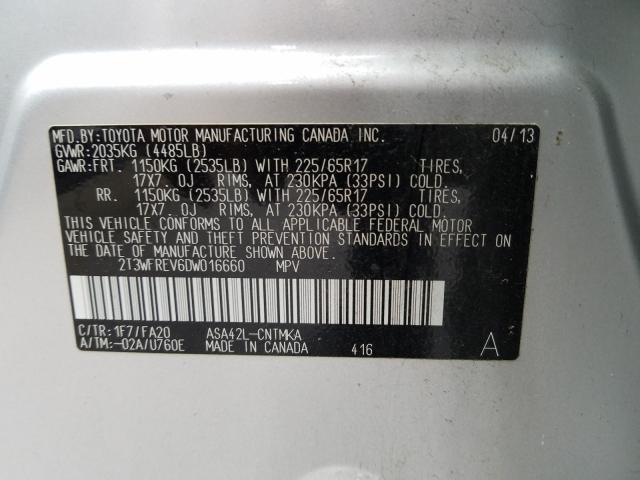 MFD.BY:TOYOTA MOTOR MANUFACTURING CANADA INC. 04/13
GVWR:2035KG (4485LB)
GAWR:FRT. 1150KG (2535LB) WITH 225/65R17 TIRES,
17X7. OJ RIMS, AT 230KPA (33PSI) COLD.
RR. 1150KG (2535LB) WITH 225/65R17 TIRES,
17X7. OJ RIMS, AT 230KPA (33PSI) COLD.
THIS VEHICLE CONFORMS TO ALL APPLICABLE FEDERAL MOTOR
VEHICLE SAFETY AND THEFT PREVENTION STANDARDS IN EFFECT ON
THE DATE OF MANUFACTURE SHOWN ABOVE.
2T3WFREV6DW016660 MPV
C/TR:1F7/FA20 ASA42L-CNTMKA
A/TM:-02A/U760E MADE IN CANADA 416 A